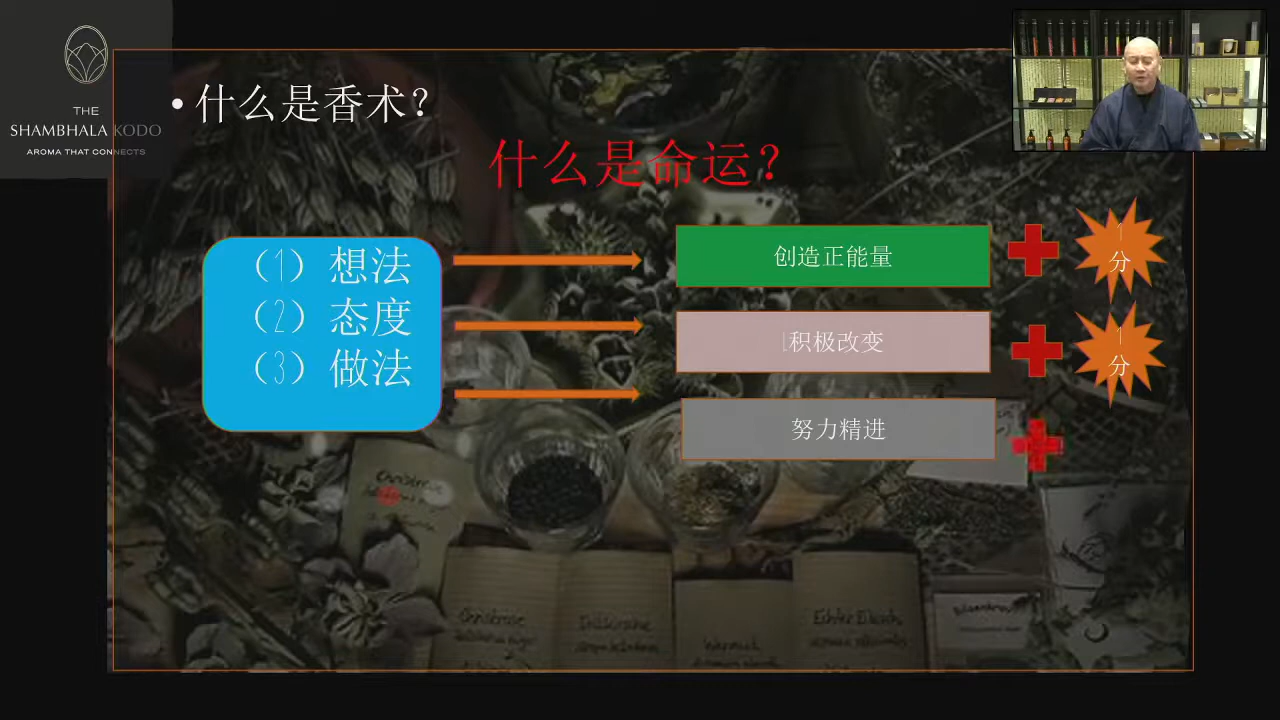 THE
SHAMBHALA KODO
AROMA THAT CONNECTS
• 什么是香术?
什么是命运?
(1) 想法
(2) 态度
(3) 做法
创造正能量
1
分
积极改变
1
分
努力精进